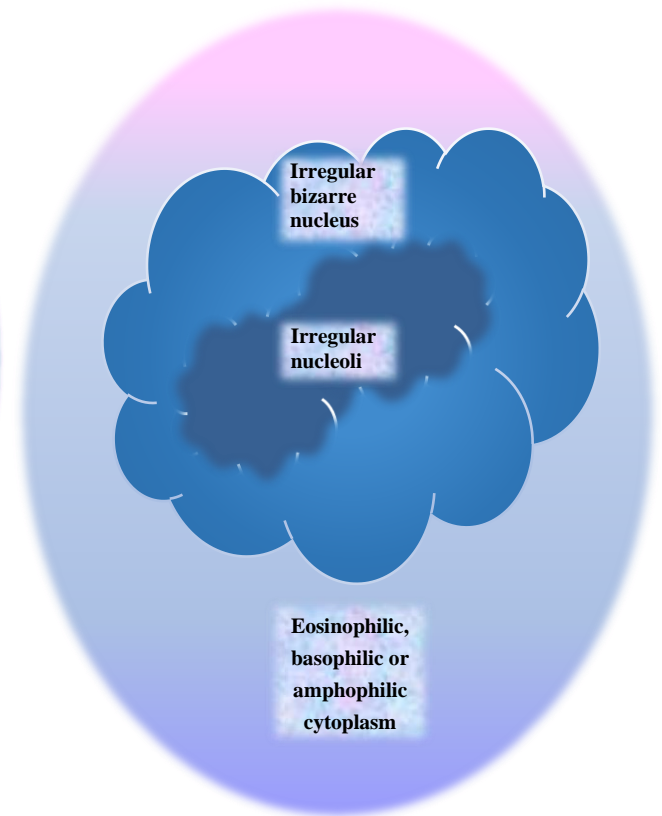 Irregular
bizarre
nucleus
Irregular
nucleoli
Eosinophilic,
basophilic or
amphophilic
cytoplasm